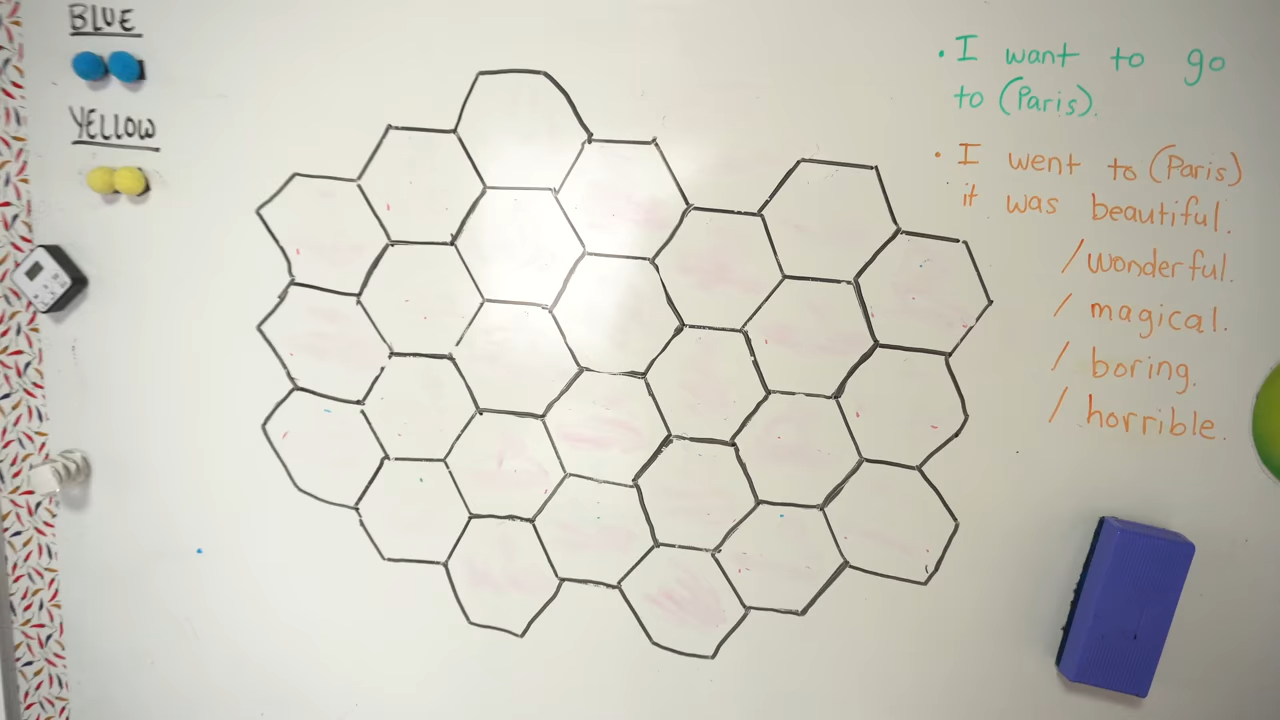 BLUE
YELLOW
• I want to go
to (Paris).
• I went to (Paris)
it was beautiful.
/wonderful.
/ magical.
/ boring.
/ horrible.